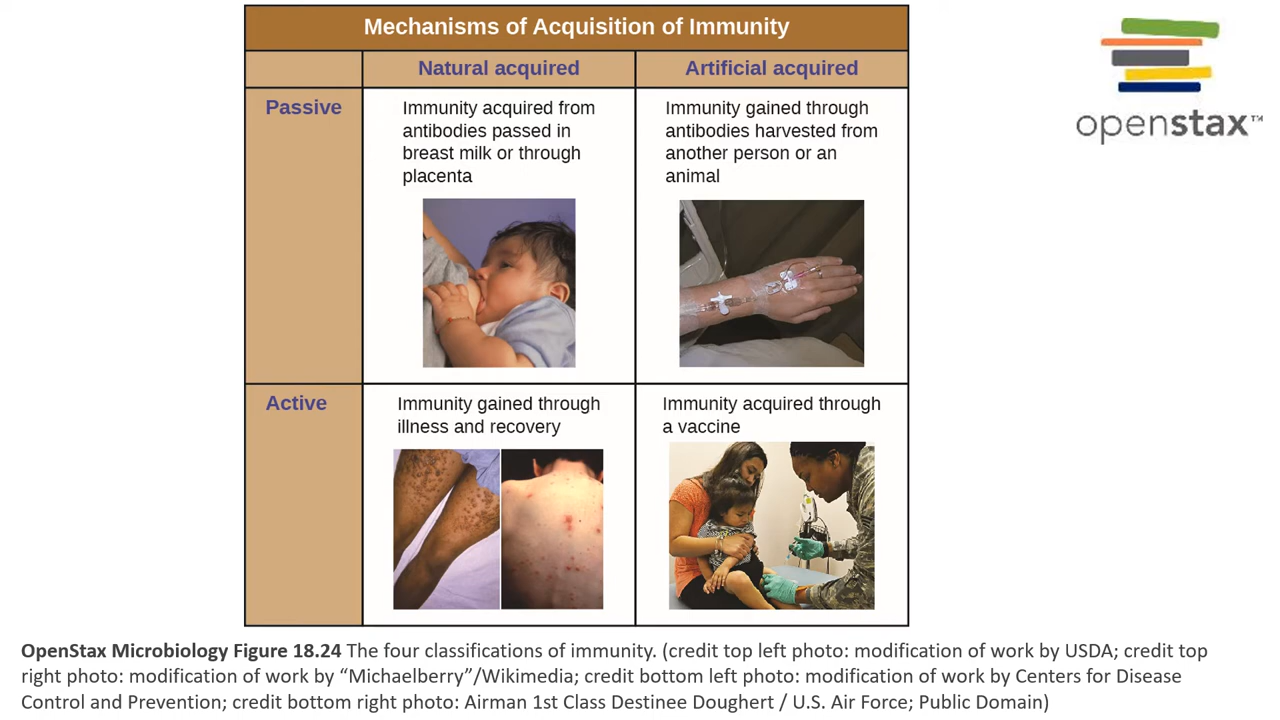 Mechanisms of Acquisition of Immunity
Natural acquired
Artificial acquired
Passive
Immunity acquired from
antibodies passed in
breast milk or through
placenta
Immunity gained through
antibodies harvested from
another person or an
animal
Active
Immunity gained through
illness and recovery
Immunity acquired through
a vaccine
openstax™
OpenStax Microbiology Figure 18.24 The four classifications of immunity. (credit top left photo: modification of work by USDA; credit top
right photo: modification of work by “Michaelberry”/Wikimedia; credit bottom left photo: modification of work by Centers for Disease
Control and Prevention; credit bottom right photo: Airman 1st Class Destinee Doughert / U.S. Air Force; Public Domain)